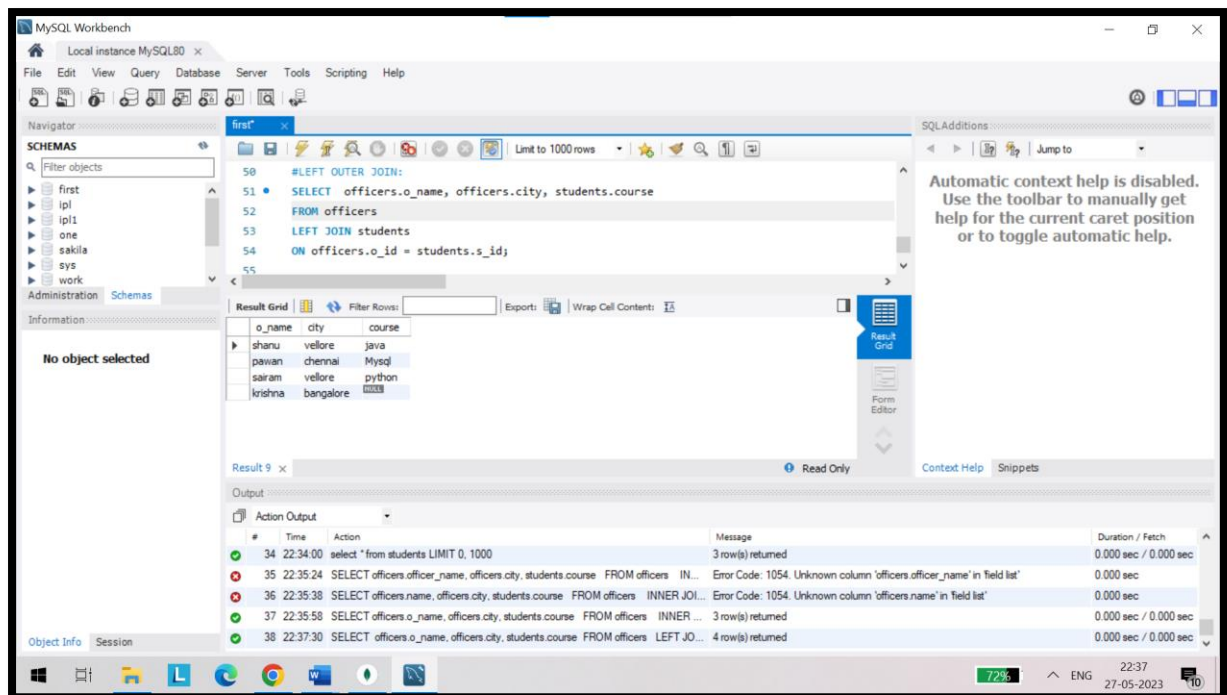 MySQL Workbench
Local instance MySQL80
File Edit View Query Database Server Tools Scripting Help
Navigator
SCHEMAS
Filter objects
first
ipl
ipl1
one
sakila
sys
work
Administration Schemas
Information
No object selected
Object Info Session
first*
Limit to 1000 rows
50 #LEFT OUTER JOIN:
51 SELECT officers.o_name, officers.city, students.course
52 FROM officers
53 LEFT JOIN students
54 ON officers.o_id = students.s_id;
55
Result Grid Filter Rows: Export: Wrap Cell Content:
o_name city course
shanu vellore java
pawan chennai Mysql
sairam vellore python
krishna bangalore NULL
Result Grid
Form Editor
Result 9 Read Only
SQLAdditions
Jump to
Automatic context help is disabled.
Use the toolbar to manually get
help for the current caret position
or to toggle automatic help.
Context Help Snippets
Output
Action Output
# Time Action Message Duration / Fetch
34 22:34:00 select * from students LIMIT 0, 1000 3 row(s) returned 0.000 sec / 0.000 sec
35 22:35:24 SELECT officers.officer_name, officers.city, students.course FROM officers IN... Error Code: 1054. Unknown column 'officers.officer_name' in 'field list' 0.000 sec
36 22:35:38 SELECT officers.name, officers.city, students.course FROM officers INNER JOI... Error Code: 1054. Unknown column 'officers.name' in 'field list' 0.000 sec
37 22:35:58 SELECT officers.o_name, officers.city, students.course FROM officers INNER ... 3 row(s) returned 0.000 sec / 0.000 sec
38 22:37:30 SELECT officers.o_name, officers.city, students.course FROM officers LEFT JO... 4 row(s) returned 0.000 sec / 0.000 sec
72% ENG 22:37
27-05-2023
10